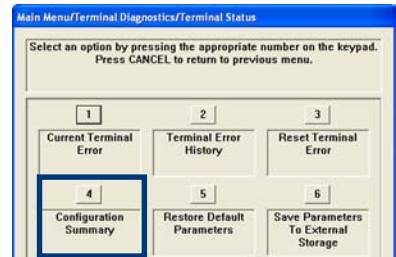 Main Menu/Terminal Diagnostics/Terminal Status
Select an option by pressing the appropriate number on the keypad.
Press CANCEL to return to previous menu.
1
2
3
Current Terminal
Error
Terminal Error
History
Reset Terminal
Error
4
5
6
Configuration
Summary
Restore Default
Parameters
Save Parameters
To External
Storage